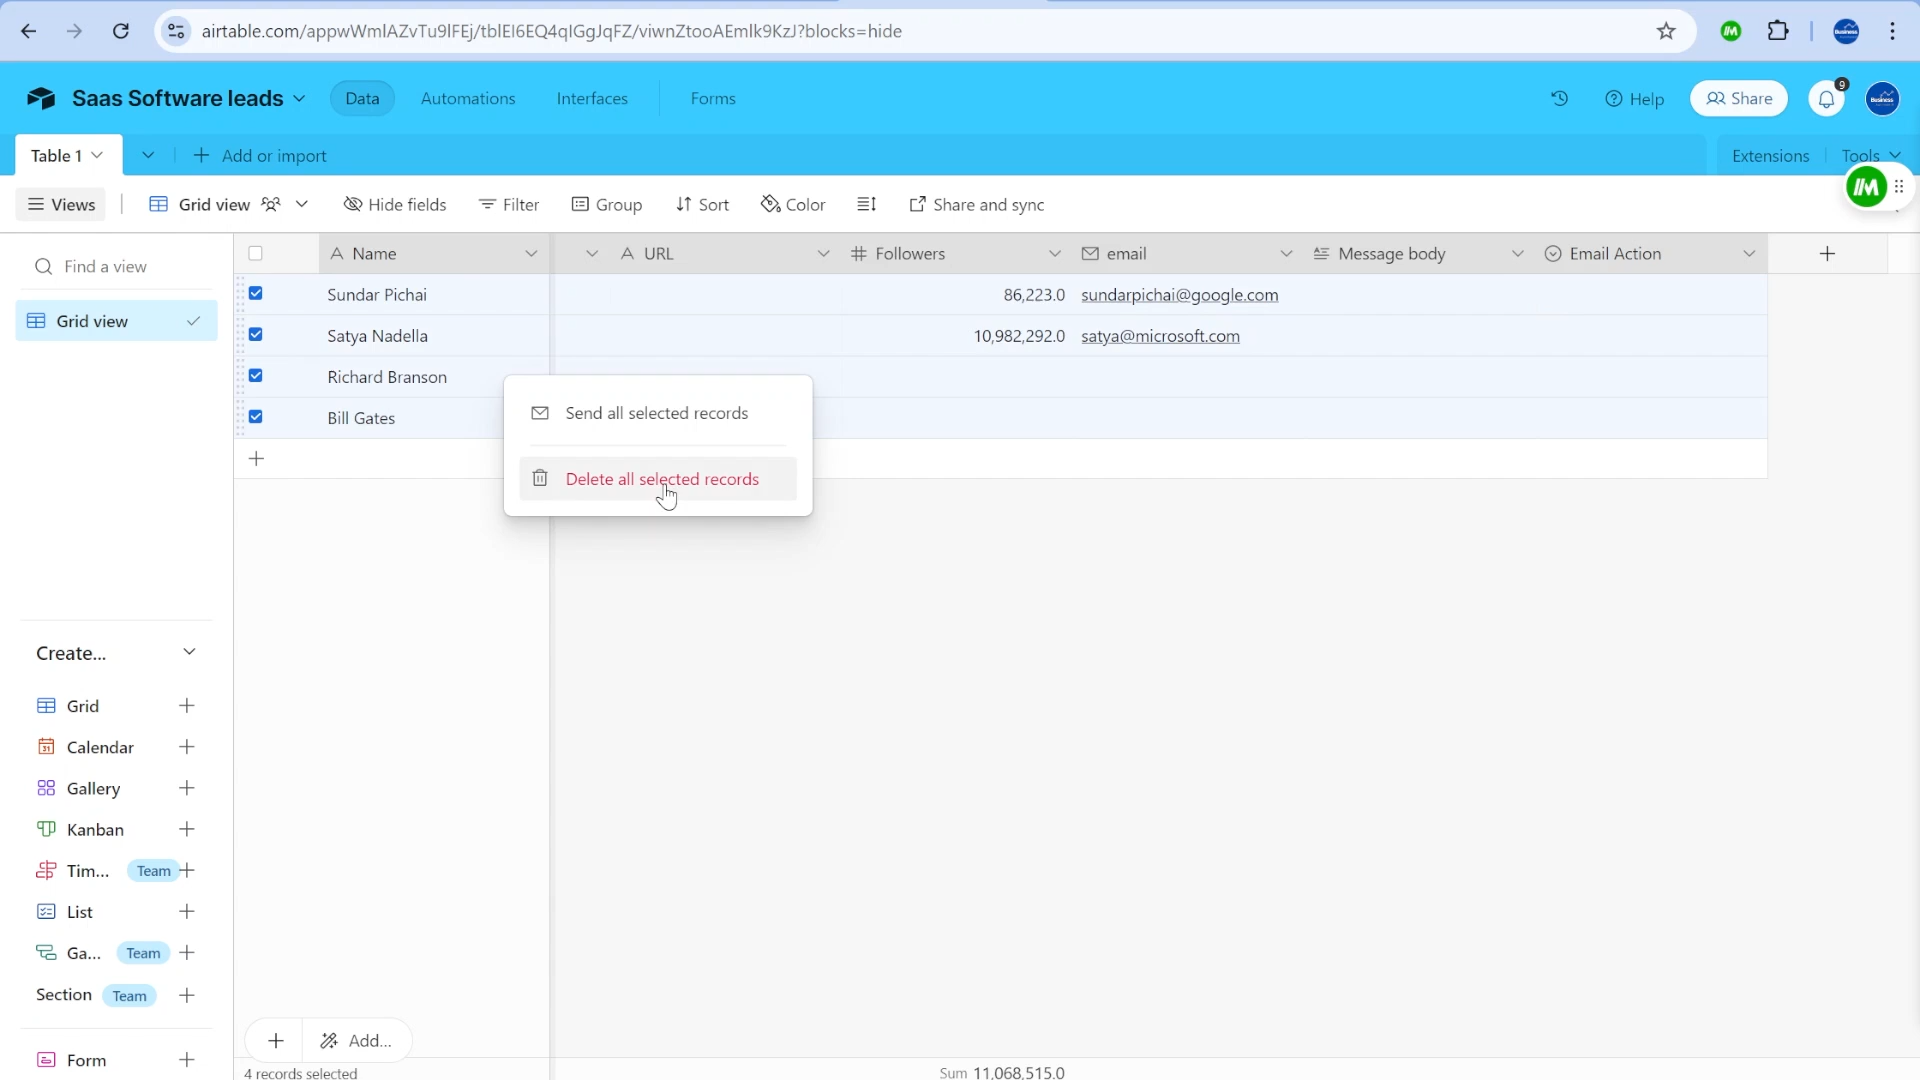 airtable.com/appwWmlAZvTu9lFEj/tblEI6EQ4qIGgJqFZ/viwnZtooAEmlk9KzJ?blocks=hide
Saas Software leads
Data
Automations
Interfaces
Forms
Help
Share
9
Business
Table 1
Add or import
Extensions
Tools
Views
Grid view
Hide fields
Filter
Group
Sort
Color
Share and sync
Find a view
Name
URL
Followers
email
Message body
Email Action
Grid view
Sundar Pichai
86,223.0
sundarpichai@google.com
Satya Nadella
10,982,292.0
satya@microsoft.com
Richard Branson
Bill Gates
Send all selected records
Delete all selected records
Create...
Grid
Calendar
Gallery
Kanban
Tim...
Team
List
Ga...
Team
Section
Team
Form
Add...
4 records selected
Sum 11,068,515.0